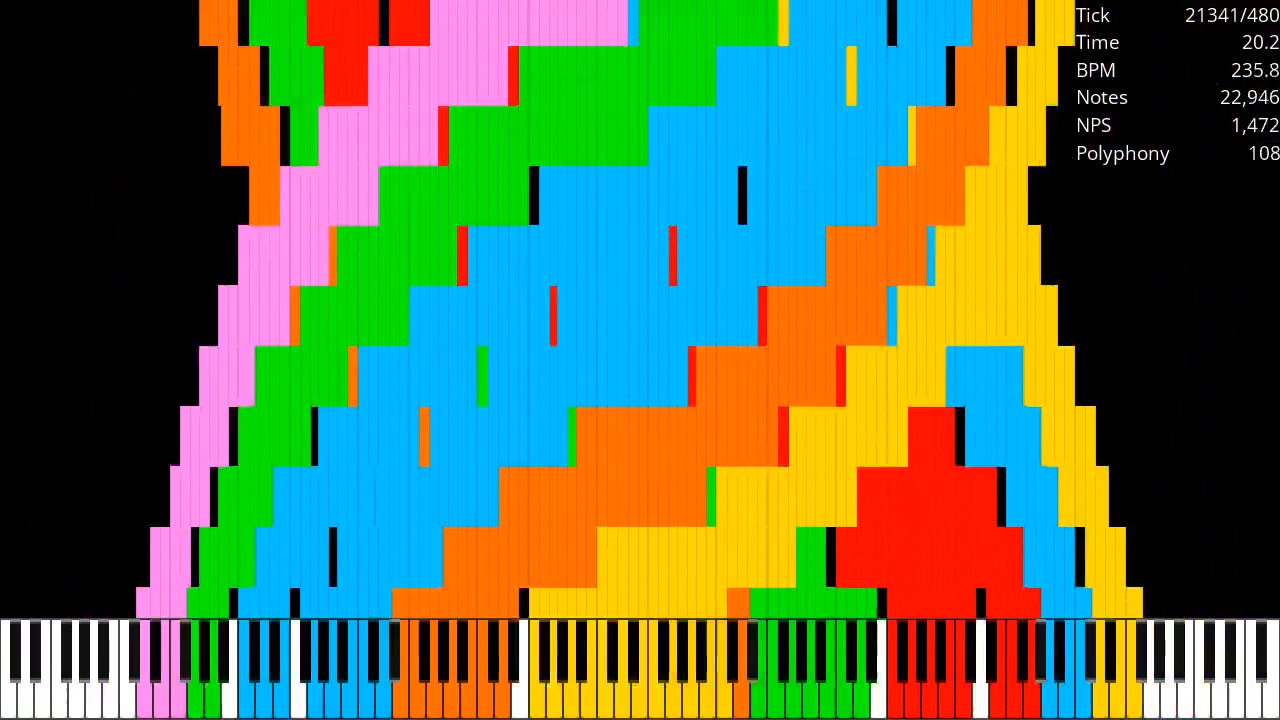 Tick 21341/480
Time 20.2
BPM 235.8
Notes 22,946
NPS 1,472
Polyphony 108